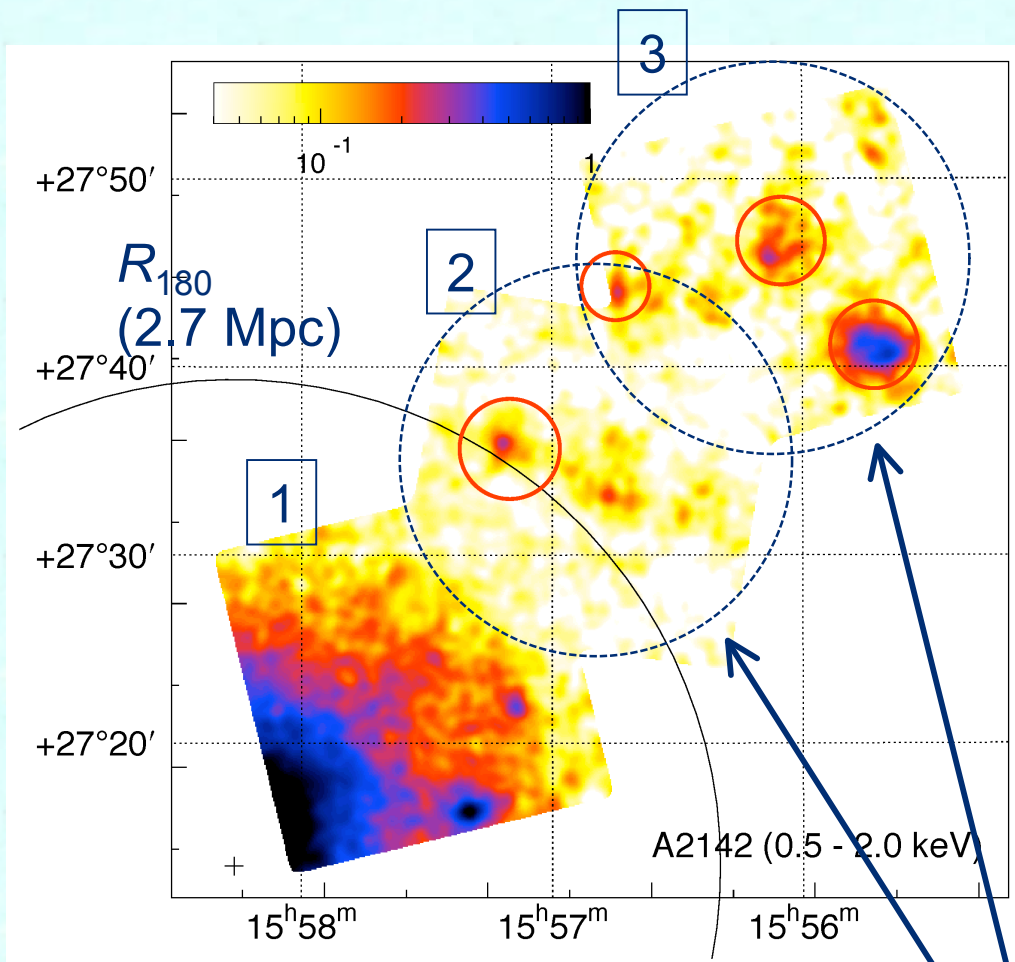 3
10 -1
1
+27°50′
2
R180
(2.7 Mpc)
+27°40′
1
+27°30′
+27°20′
A2142 (0.5 - 2.0 keV)
15h58m
15h57m
15h56m